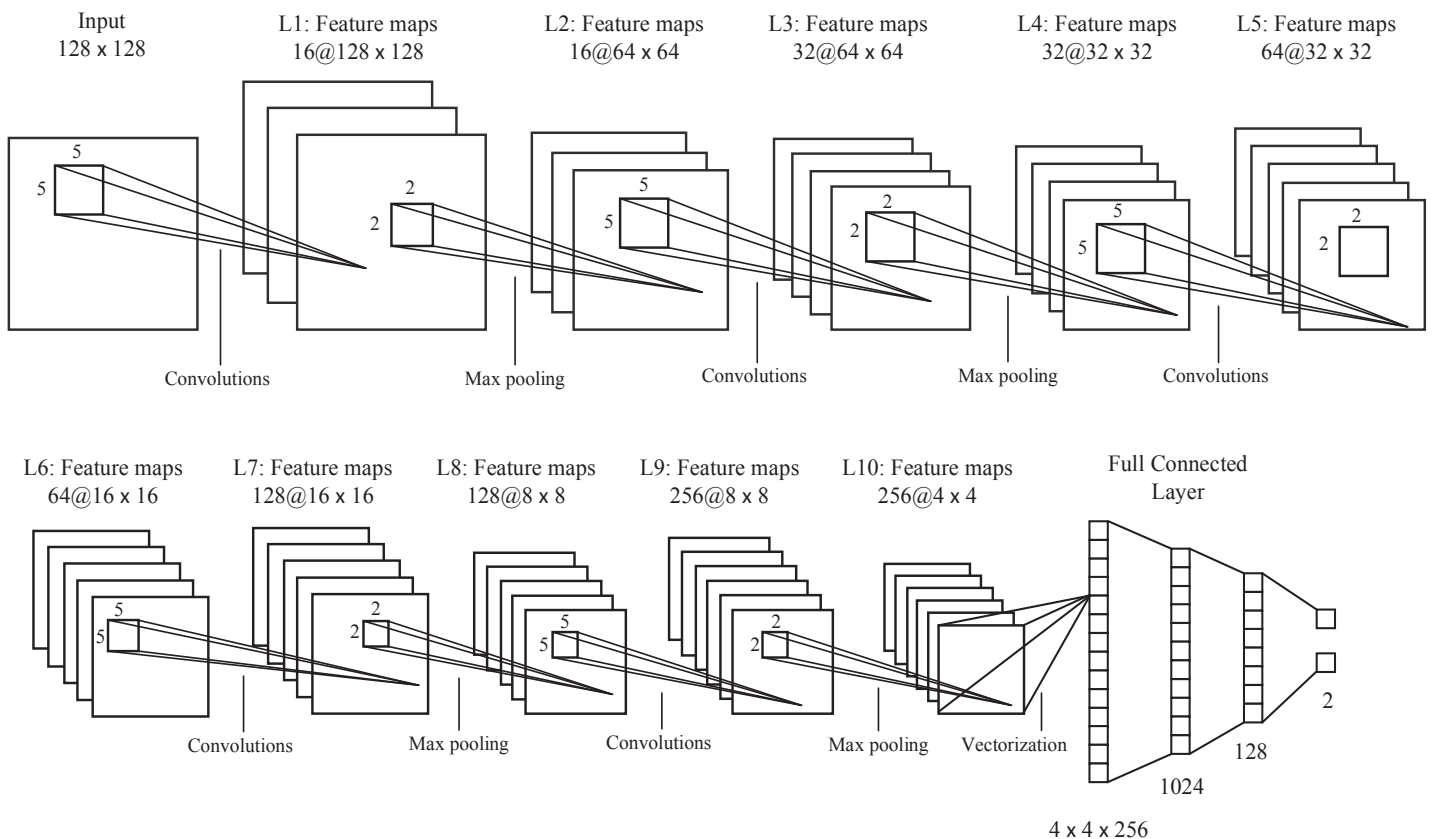 Input
128 x 128
L1: Feature maps
16@128 x 128
L2: Feature maps
16@64 x 64
L3: Feature maps
32@64 x 64
L4: Feature maps
32@32 x 32
L5: Feature maps
64@32 x 32
5
5
2
2
5
5
2
2
5
5
2
2
Convolutions
Max pooling
Convolutions
Max pooling
Convolutions
L6: Feature maps
64@16 x 16
L7: Feature maps
128@16 x 16
L8: Feature maps
128@8 x 8
L9: Feature maps
256@8 x 8
L10: Feature maps
256@4 x 4
Full Connected
Layer
5
5
2
2
5
5
2
2
Convolutions
Max pooling
Convolutions
Max pooling
Vectorization
2
128
1024
4 x 4 x 256